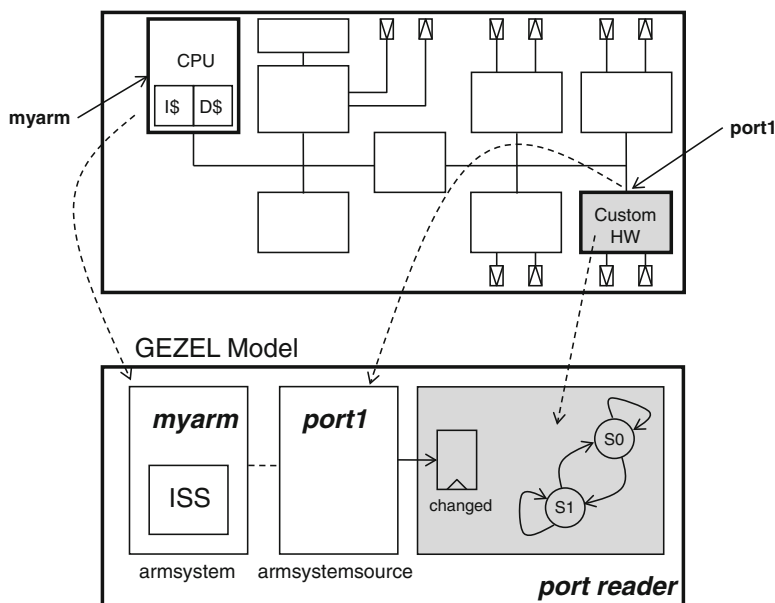 CPU
I$ D$
myarm
port1
Custom
HW
GEZEL Model
myarm
port1
S0
ISS
changed
S1
armsystem
armsystemsource
port reader